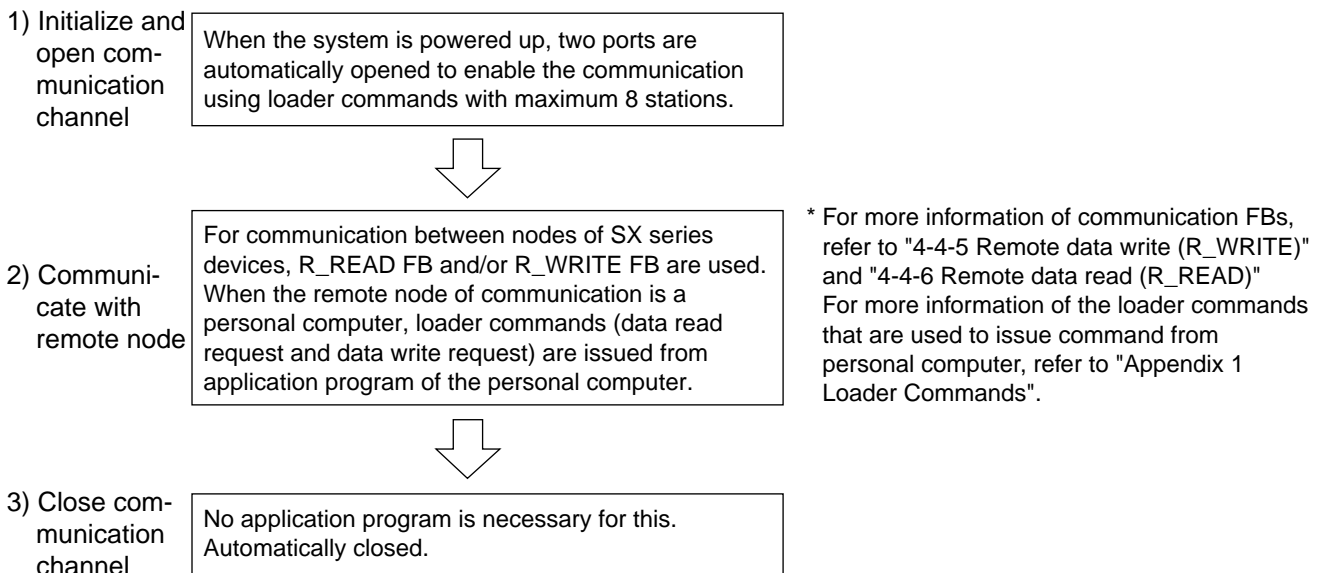 1) Initialize and
open com-
munication
channel
When the system is powered up, two ports are
automatically opened to enable the communication
using loader commands with maximum 8 stations.
2) Communi-
cate with
remote node
For communication between nodes of SX series
devices, R_READ FB and/or R_WRITE FB are used.
When the remote node of communication is a
personal computer, loader commands (data read
request and data write request) are issued from
application program of the personal computer.
* For more information of communication FBs,
refer to "4-4-5 Remote data write (R_WRITE)"
and "4-4-6 Remote data read (R_READ)"
For more information of the loader commands
that are used to issue command from
personal computer, refer to "Appendix 1
Loader Commands".
3) Close com-
munication
channel
No application program is necessary for this.
Automatically closed.